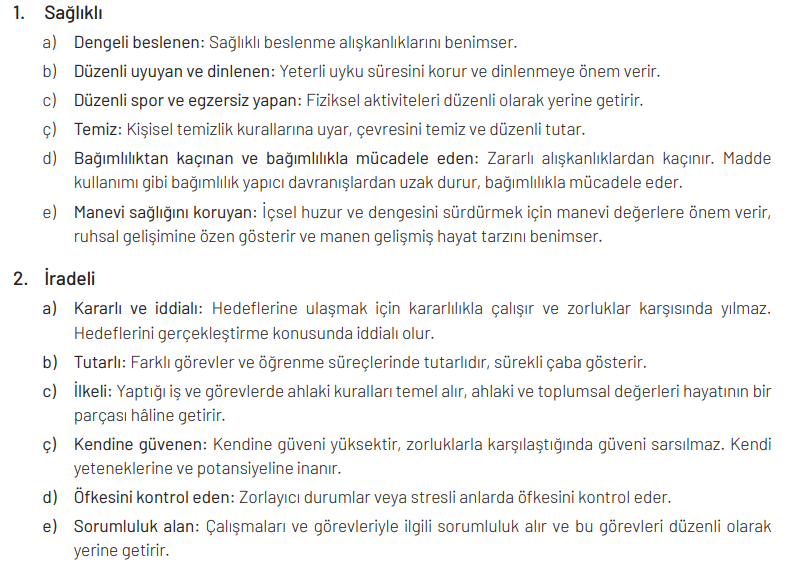 1. Sağlıklı
a) Dengeli beslenen: Sağlıklı beslenme alışkanlıklarını benimser.
b) Düzenli uyuyan ve dinlenen: Yeterli uyku süresini korur ve dinlenmeye önem verir.
c) Düzenli spor ve egzersiz yapan: Fiziksel aktiviteleri düzenli olarak yerine getirir.
ç) Temiz: Kişisel temizlik kurallarına uyar, çevresini temiz ve düzenli tutar.
d) Bağımlılıktan kaçınan ve bağımlılıkla mücadele eden: Zararlı alışkanlıklardan kaçınır. Madde
kullanımı gibi bağımlılık yapıcı davranışlardan uzak durur, bağımlılıkla mücadele eder.
e) Manevi sağlığını koruyan: İçsel huzur ve dengesini sürdürmek için manevi değerlere önem verir,
ruhsal gelişimine özen gösterir ve manen gelişmiş hayat tarzını benimser.
2. İradeli
a) Kararlı ve iddialı: Hedeflerine ulaşmak için kararlılıkla çalışır ve zorluklar karşısında yılmaz.
Hedeflerini gerçekleştirme konusunda iddialı olur.
b) Tutarlı: Farklı görevler ve öğrenme süreçlerinde tutarlıdır, sürekli çaba gösterir.
c) İlkeli: Yaptığı iş ve görevlerde ahlaki kuralları temel alır, ahlaki ve toplumsal değerleri hayatının bir
parçası hâline getirir.
ç) Kendine güvenen: Kendine güveni yüksektir, zorluklarla karşılaştığında güveni sarsılmaz. Kendi
yeteneklerine ve potansiyeline inanır.
d) Öfkesini kontrol eden: Zorlayıcı durumlar veya stresli anlarda öfkesini kontrol eder.
e) Sorumluluk alan: Çalışmaları ve görevleriyle ilgili sorumluluk alır ve bu görevleri düzenli olarak
yerine getirir.